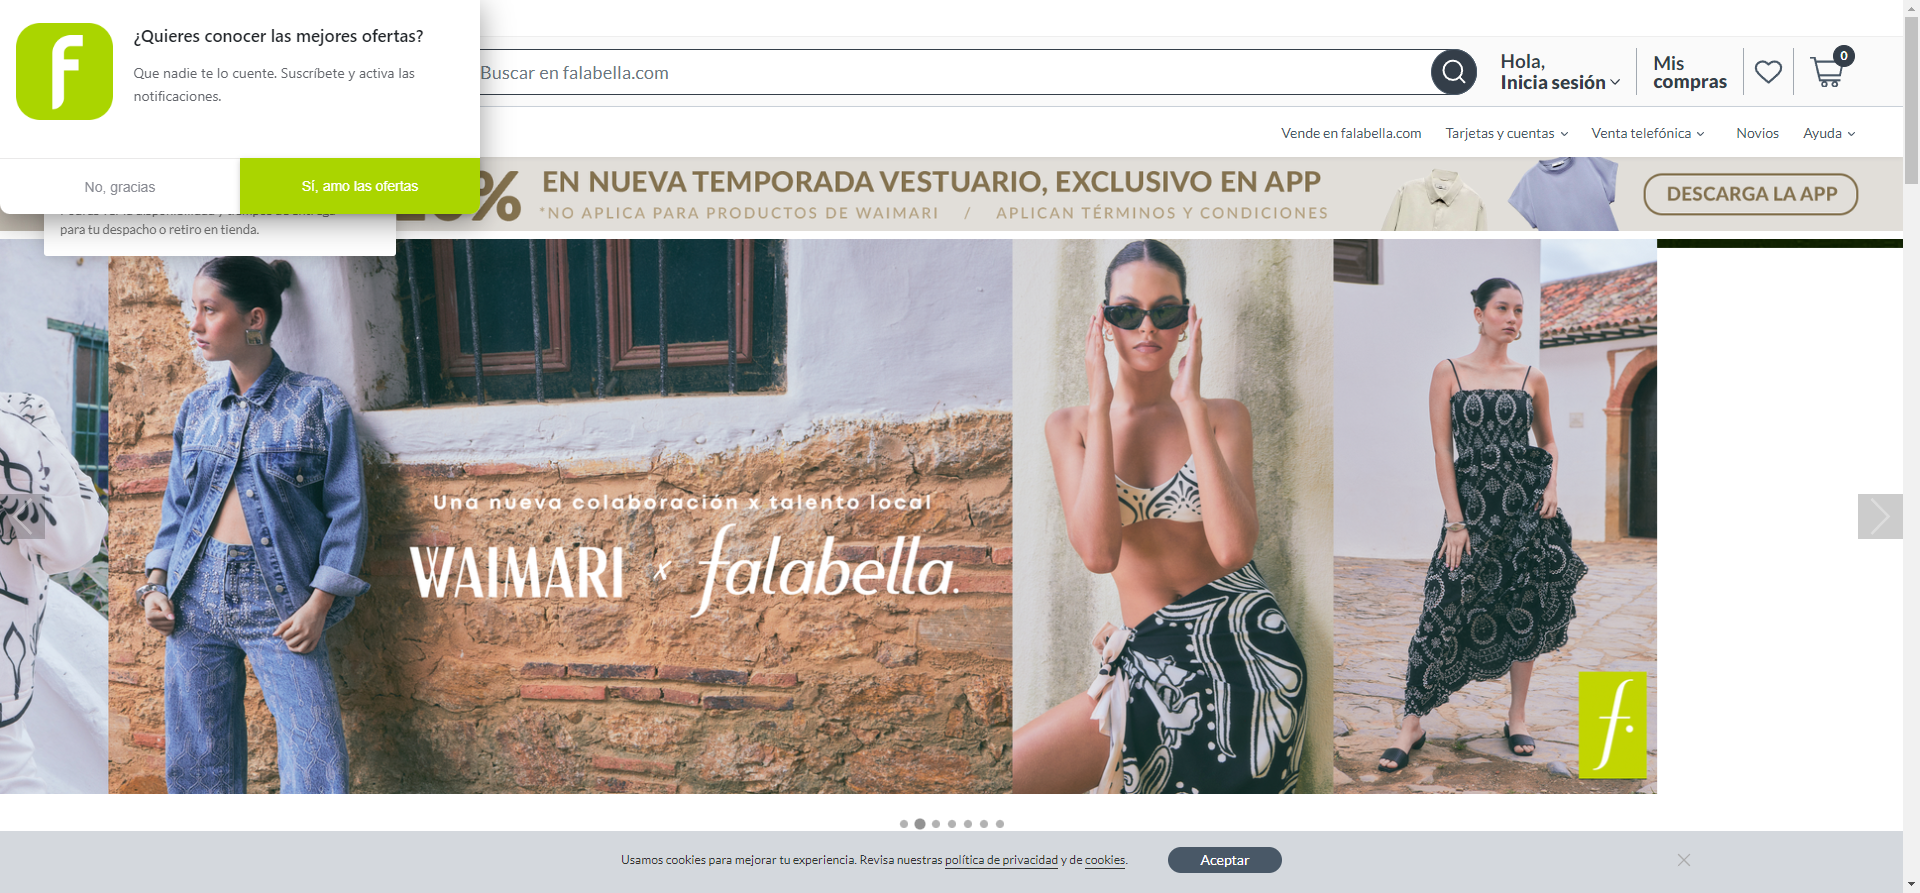 ¿Quieres conocer las mejores ofertas?
Que nadie te lo cuente. Suscríbete y activa las
notificaciones.
No, gracias
Sí, amo las ofertas
para tu despacho o retiro en tienda.
Buscar en falabella.com
Hola,
Inicia sesión
Mis
compras
0
Vende en falabella.com
Tarjetas y cuentas
Venta telefónica
Novios
Ayuda
% EN NUEVA TEMPORADA VESTUARIO, EXCLUSIVO EN APP
*NO APLICA PARA PRODUCTOS DE WAIMARI / APLICAN TÉRMINOS Y CONDICIONES
DESCARGA LA APP
Una nueva colaboración x talento local
WAIMARI x falabella.
f.
Usamos cookies para mejorar tu experiencia. Revisa nuestras política de privacidad y de cookies.
Aceptar